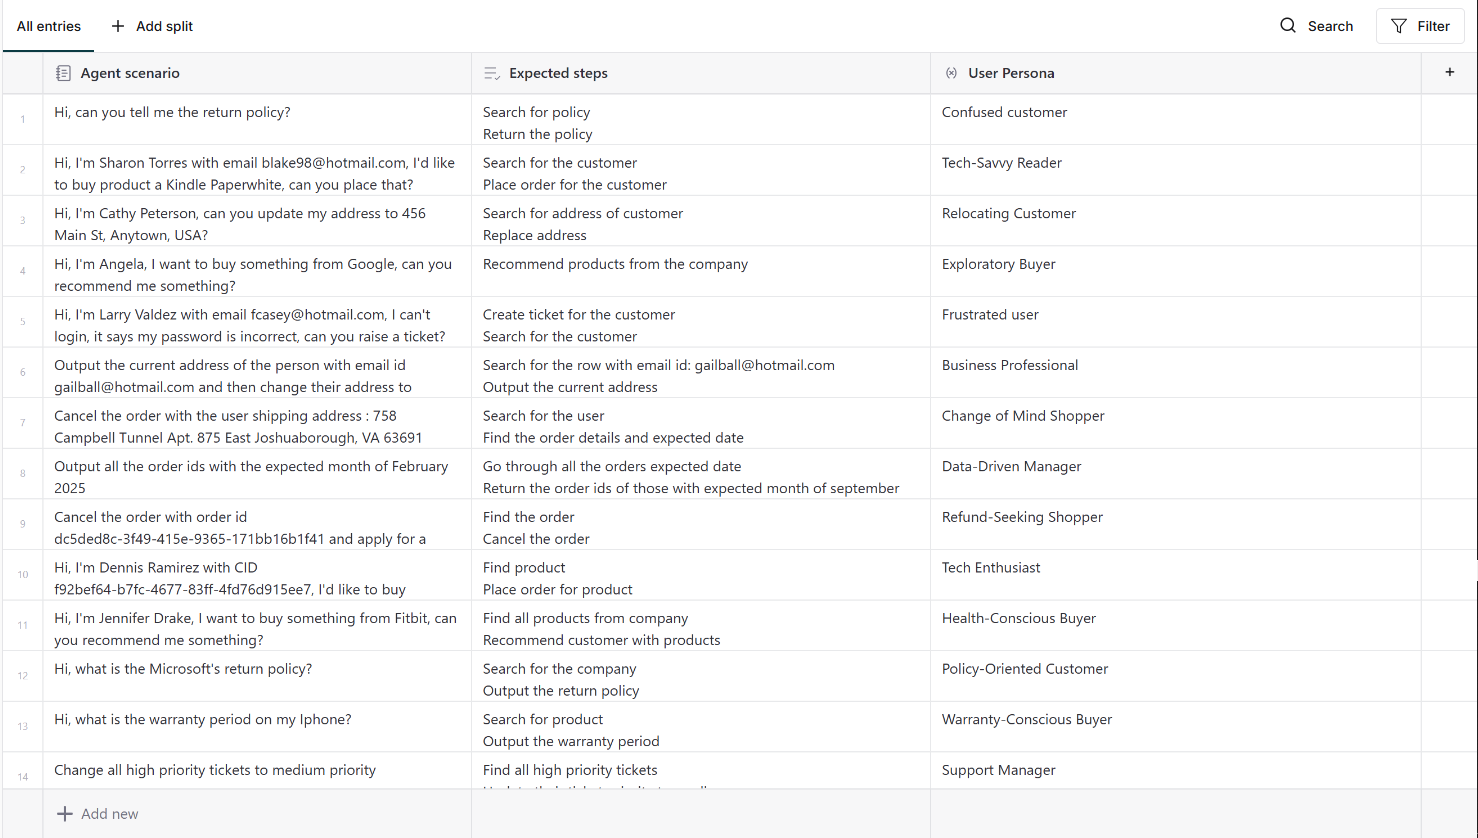 All entries
Add split
Search
Filter
Agent scenario
Expected steps
User Persona
+
1
Hi, can you tell me the return policy?
Search for policy
Return the policy
Confused customer
2
Hi, I'm Sharon Torres with email blake98@hotmail.com, I'd like
to buy product a Kindle Paperwhite, can you place that?
Search for the customer
Place order for the customer
Tech-Savvy Reader
3
Hi, I'm Cathy Peterson, can you update my address to 456
Main St, Anytown, USA?
Search for address of customer
Replace address
Relocating Customer
4
Hi, I'm Angela, I want to buy something from Google, can you
recommend me something?
Recommend products from the company
Exploratory Buyer
5
Hi, I'm Larry Valdez with email fcasey@hotmail.com, I can't
login, it says my password is incorrect, can you raise a ticket?
Create ticket for the customer
Search for the customer
Frustrated user
6
Output the current address of the person with email id
gailball@hotmail.com and then change their address to
Search for the row with email id: gailball@hotmail.com
Output the current address
Business Professional
7
Cancel the order with the user shipping address : 758
Campbell Tunnel Apt. 875 East Joshuaborough, VA 63691
Search for the user
Find the order details and expected date
Change of Mind Shopper
8
Output all the order ids with the expected month of February
2025
Go through all the orders expected date
Return the order ids of those with expected month of september
Data-Driven Manager
9
Cancel the order with order id
dc5ded8c-3f49-415e-9365-171bb16b1f41 and apply for a
Find the order
Cancel the order
Refund-Seeking Shopper
10
Hi, I'm Dennis Ramirez with CID
f92bef64-b7fc-4677-83ff-4fd76d915ee7, I'd like to buy
Find product
Place order for product
Tech Enthusiast
11
Hi, I'm Jennifer Drake, I want to buy something from Fitbit, can
you recommend me something?
Find all products from company
Recommend customer with products
Health-Conscious Buyer
12
Hi, what is the Microsoft's return policy?
Search for the company
Output the return policy
Policy-Oriented Customer
13
Hi, what is the warranty period on my Iphone?
Search for product
Output the warranty period
Warranty-Conscious Buyer
14
Change all high priority tickets to medium priority
Find all high priority tickets
Support Manager
Add new